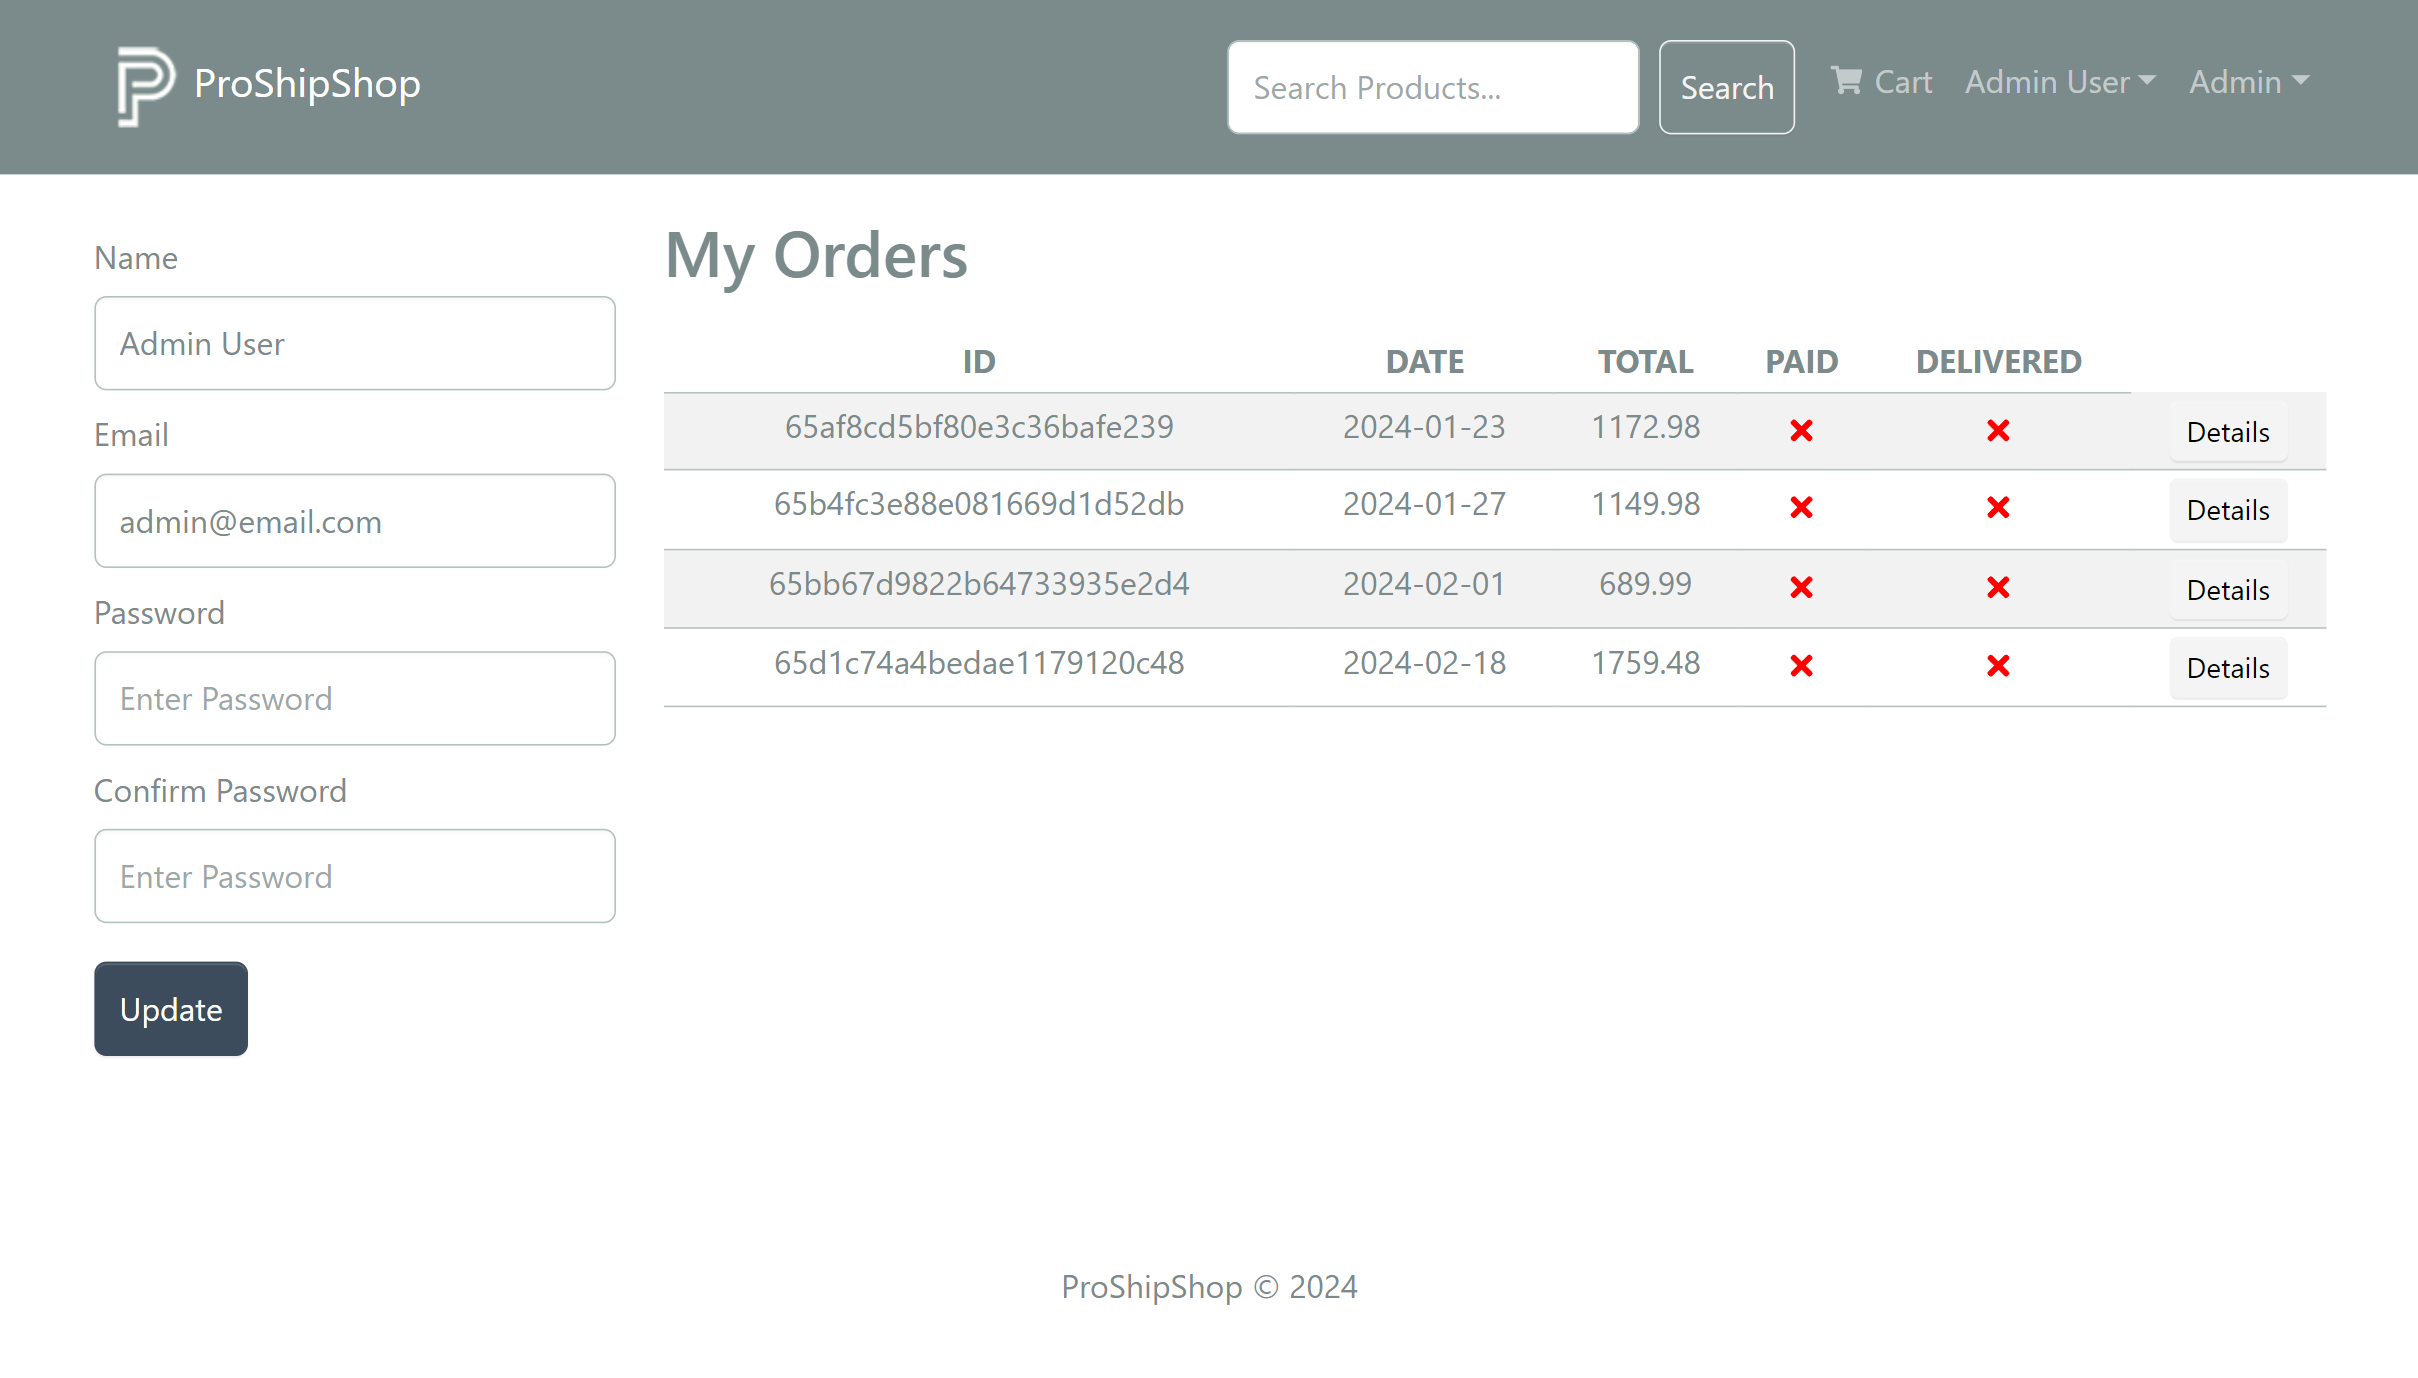 ProShipShop
Search Products...
Search
Cart
Admin User
Admin
Name
Admin User
Email
admin@email.com
Password
Enter Password
Confirm Password
Enter Password
Update
My Orders
ID DATE TOTAL PAID DELIVERED
65af8cd5bf80e3c36bafe239 2024-01-23 1172.98 Details
65b4fc3e88e081669d1d52db 2024-01-27 1149.98 Details
65bb67d9822b64733935e2d4 2024-02-01 689.99 Details
65d1c74a4bedae1179120c48 2024-02-18 1759.48 Details
ProShipShop © 2024